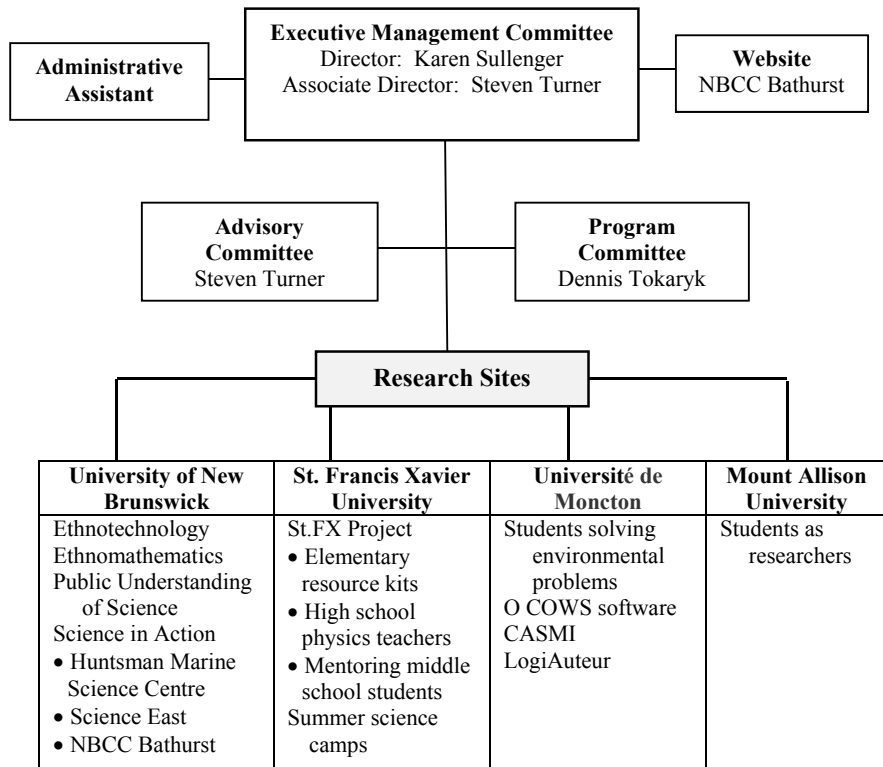 Executive Management Committee
Director: Karen Sullenger
Associate Director: Steven Turner
Administrative
Assistant
Website
NBCC Bathurst
Advisory
Committee
Steven Turner
Program
Committee
Dennis Tokaryk
Research Sites
University of New
Brunswick
Ethnotechnology
Ethnomathematics
Public Understanding
of Science
Science in Action
• Huntsman Marine
Science Centre
• Science East
• NBCC Bathurst
St. Francis Xavier
University
St.FX Project
• Elementary
resource kits
• High school
physics teachers
• Mentoring middle
school students
Summer science
camps
Université de
Moncton
Students solving
environmental
problems
O COWS software
CASMI
LogiAuteur
Mount Allison
University
Students as
researchers